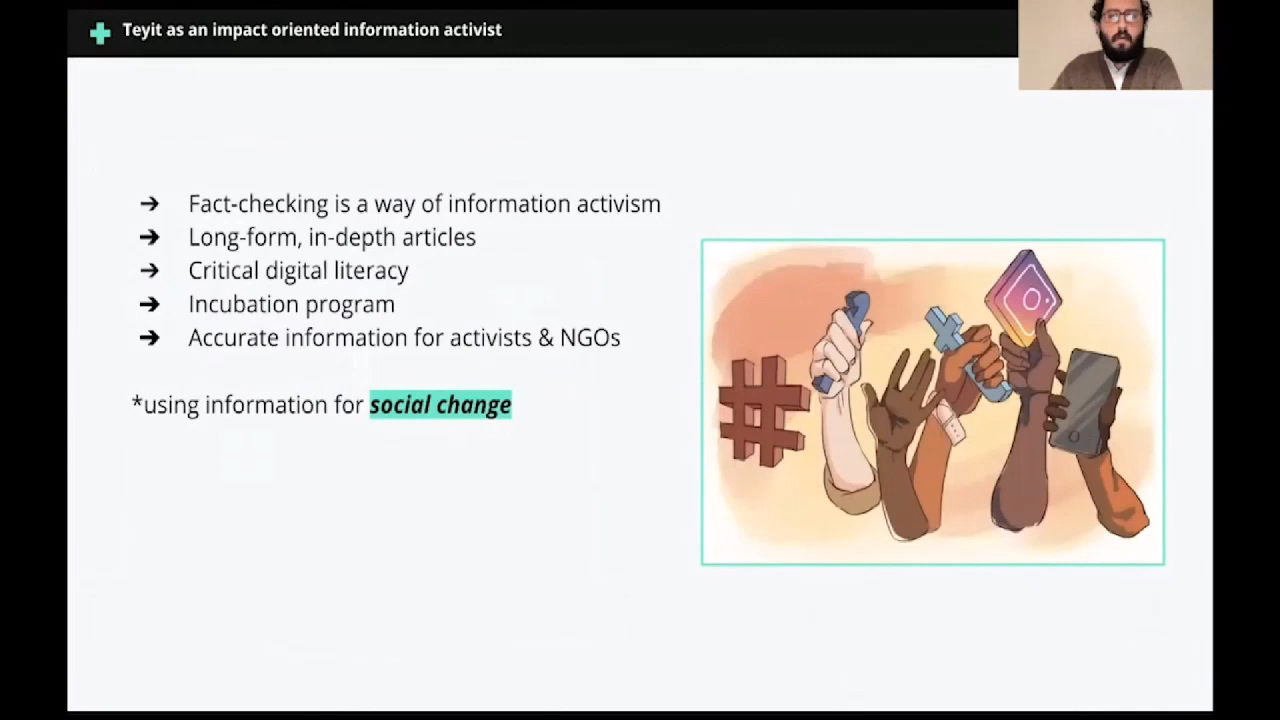 Teyit as an impact oriented information activist
➔ Fact-checking is a way of information activism
➔ Long-form, in-depth articles
➔ Critical digital literacy
➔ Incubation program
➔ Accurate information for activists & NGOs
*using information for social change
#